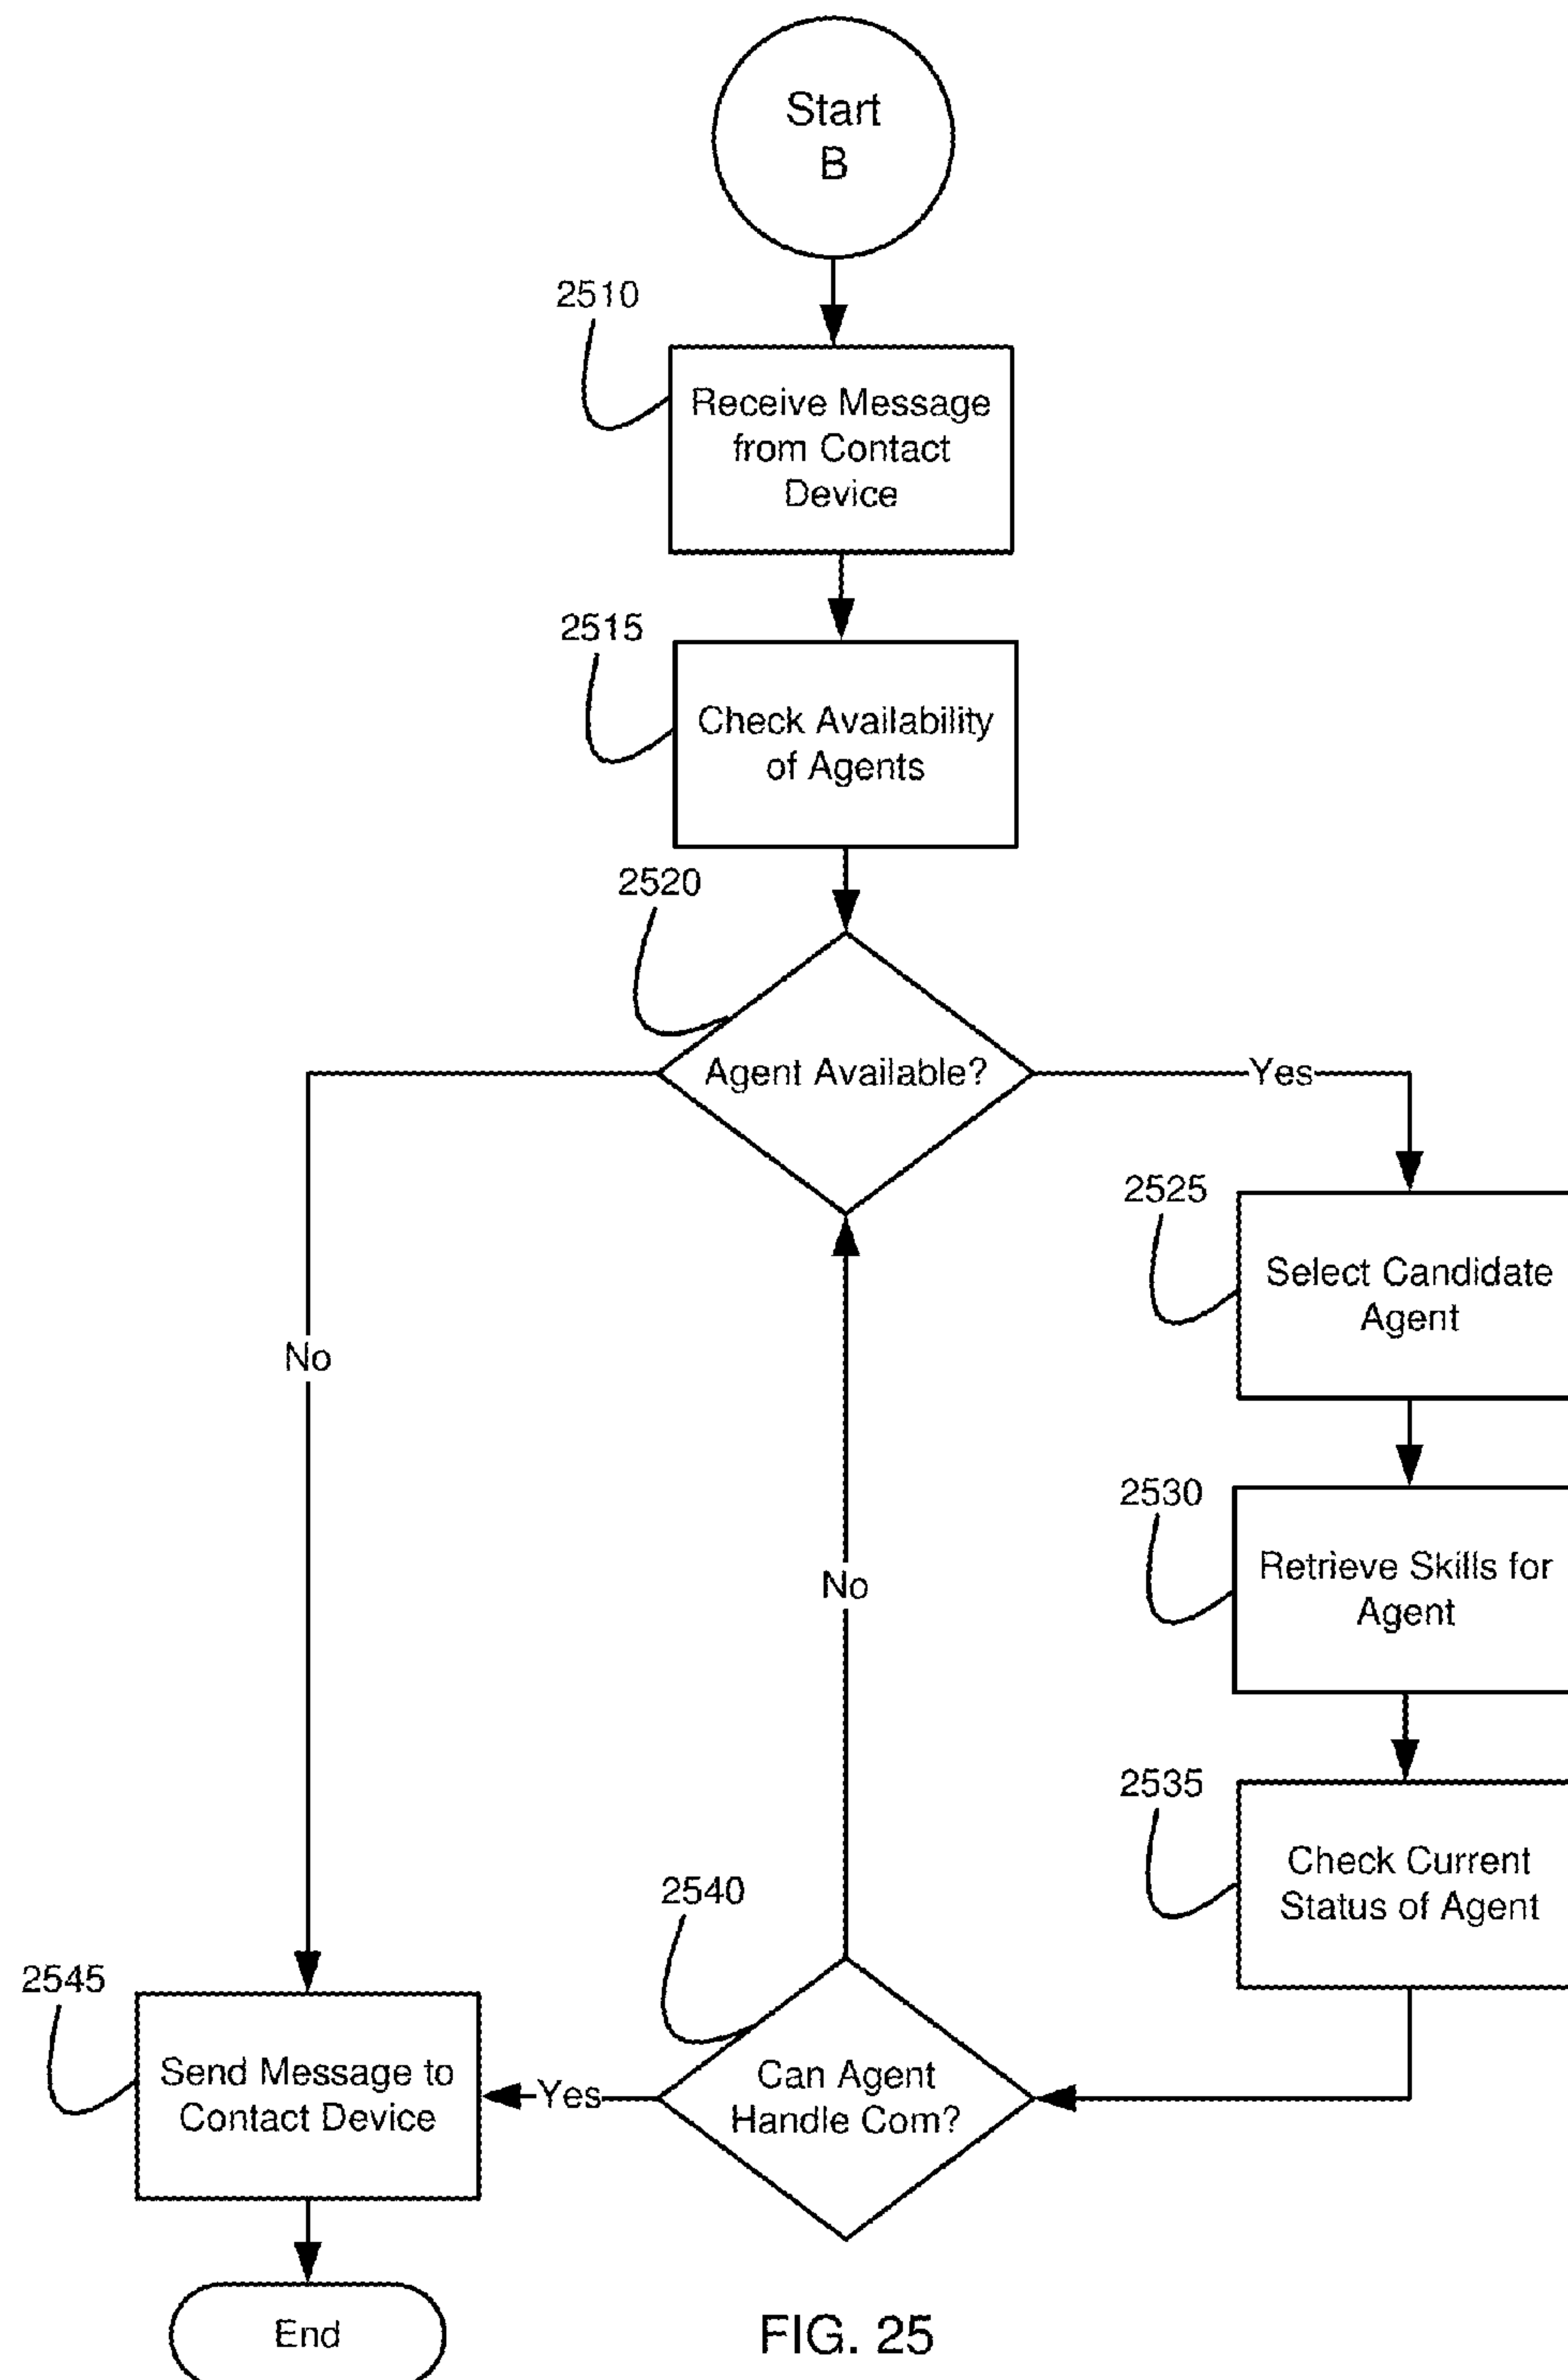 Start
B
2510
Receive Message
from Contact
Device
2515
Check Availability
of Agents
2520
Agent Available?
Yes
2525
Select Candidate
Agent
No
2530
Retrieve Skills for
Agent
No
2535
Check Current
Status of Agent
2540
2545
Send Message to
Contact Device
Yes
Can Agent
Handle Com?
End
FIG. 25